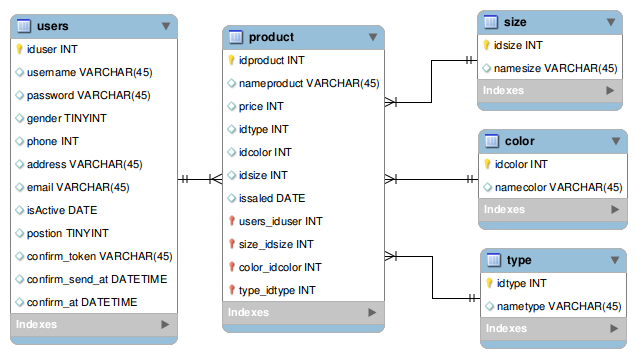 users
iduser INT
username VARCHAR(45)
password VARCHAR(45)
gender TINYINT
phone INT
address VARCHAR(45)
email VARCHAR(45)
isActive DATE
postion TINYINT
confirm_token VARCHAR(45)
confirm_send_at DATETIME
confirm_at DATETIME
Indexes
product
idproduct INT
nameproduct VARCHAR(45)
price INT
idtype INT
idcolor INT
idsize INT
issaled DATE
users_iduser INT
size_idsize INT
color_idcolor INT
type_idtype INT
Indexes
size
idsize INT
namesize VARCHAR(45)
Indexes
color
idcolor INT
namecolor VARCHAR(45)
Indexes
type
idtype INT
nametype VARCHAR(45)
Indexes